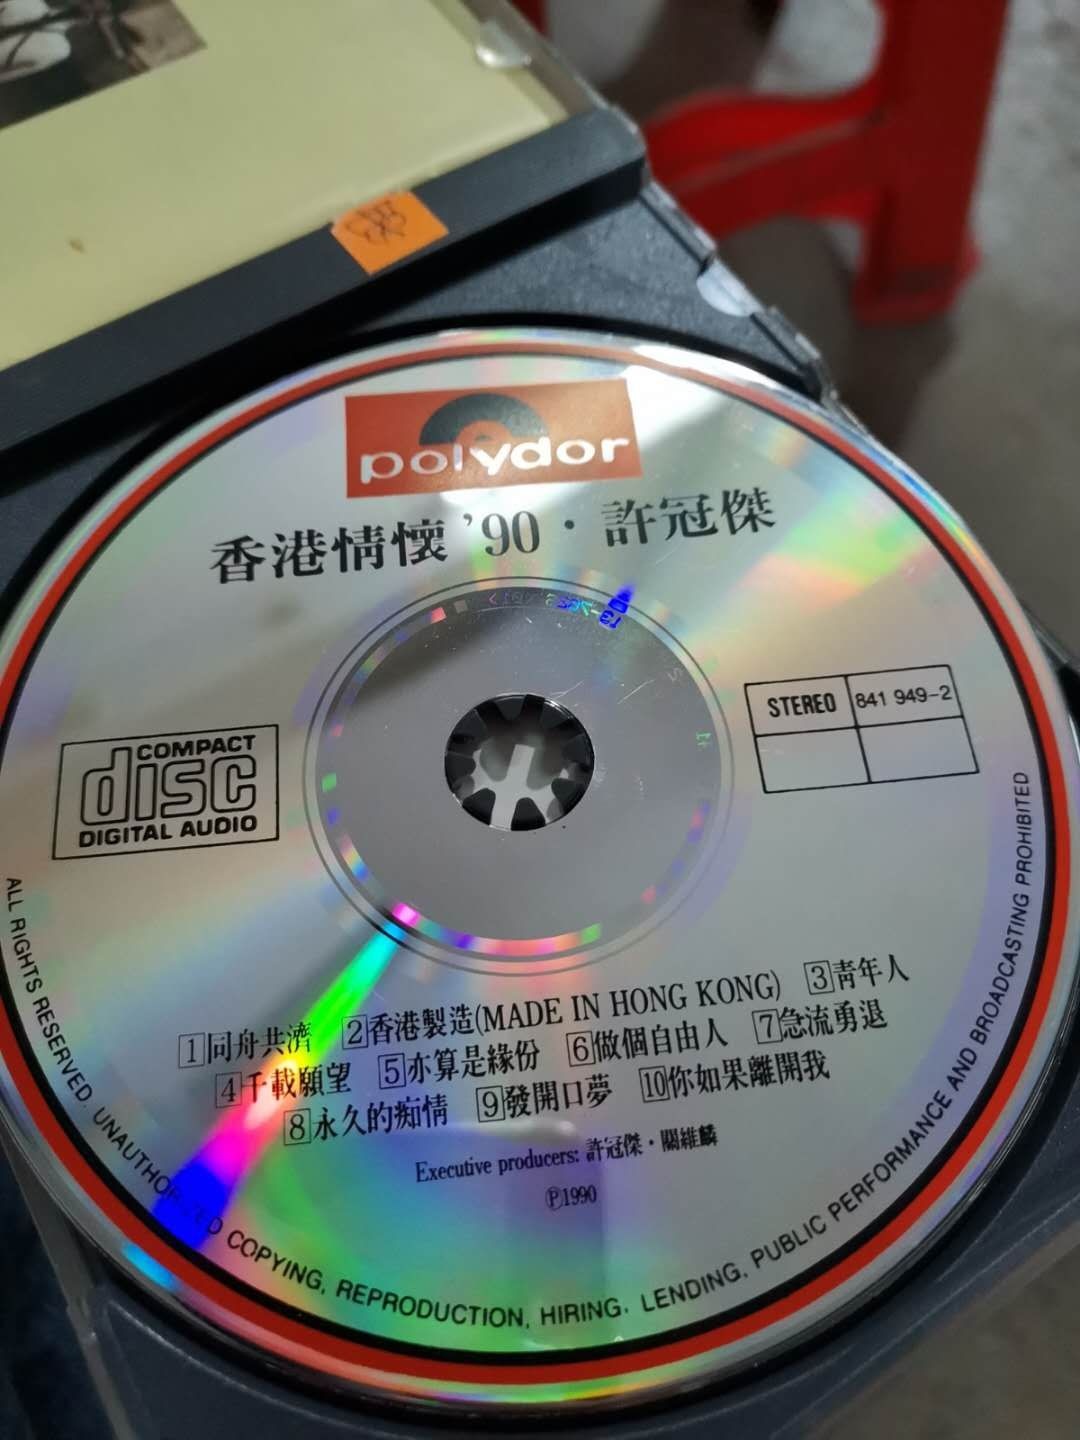 polydor
香港情懷 '90 · 許冠傑
STEREO 841 949-2
COMPACT
disc
DIGITAL AUDIO
1 同舟共濟 2 香港製造(MADE IN HONG KONG) 3 青年人
4 千載願望 5 亦算是緣份 6 做個自由人 7 急流勇退
8 永久的痴情 9 發開口夢 10 你如果離開我
Executive producers: 許冠傑 · 關維麟
Ⓟ1990
ALL RIGHTS RESERVED. UNAUTHORIZED COPYING, REPRODUCTION, HIRING. LENDING, PUBLIC PERFORMANCE AND BROADCASTING PROHIBITED